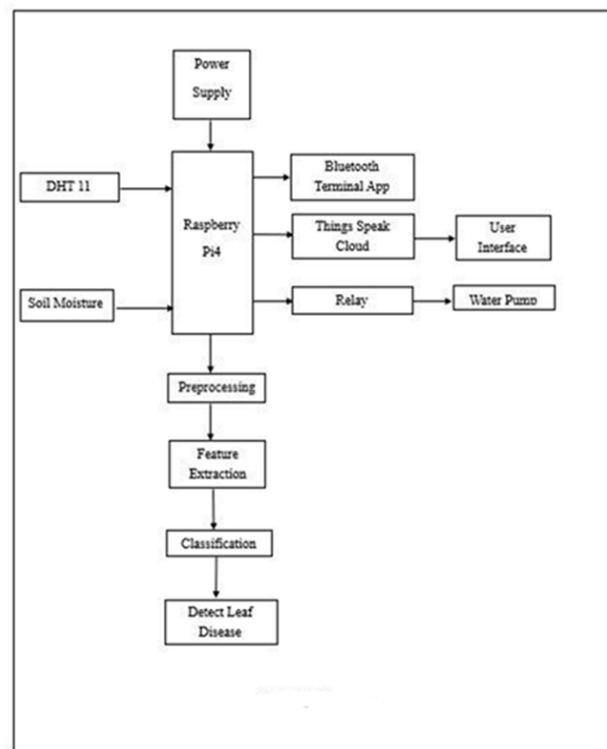 Power
Supply
DHT 11
Raspberry
Pi4
Bluetooth
Terminal App
Things Speak
Cloud
User
Interface
Soil Moisture
Relay
Water Pump
Preprocessing
Feature
Extraction
Classification
Detect Leaf
Disease